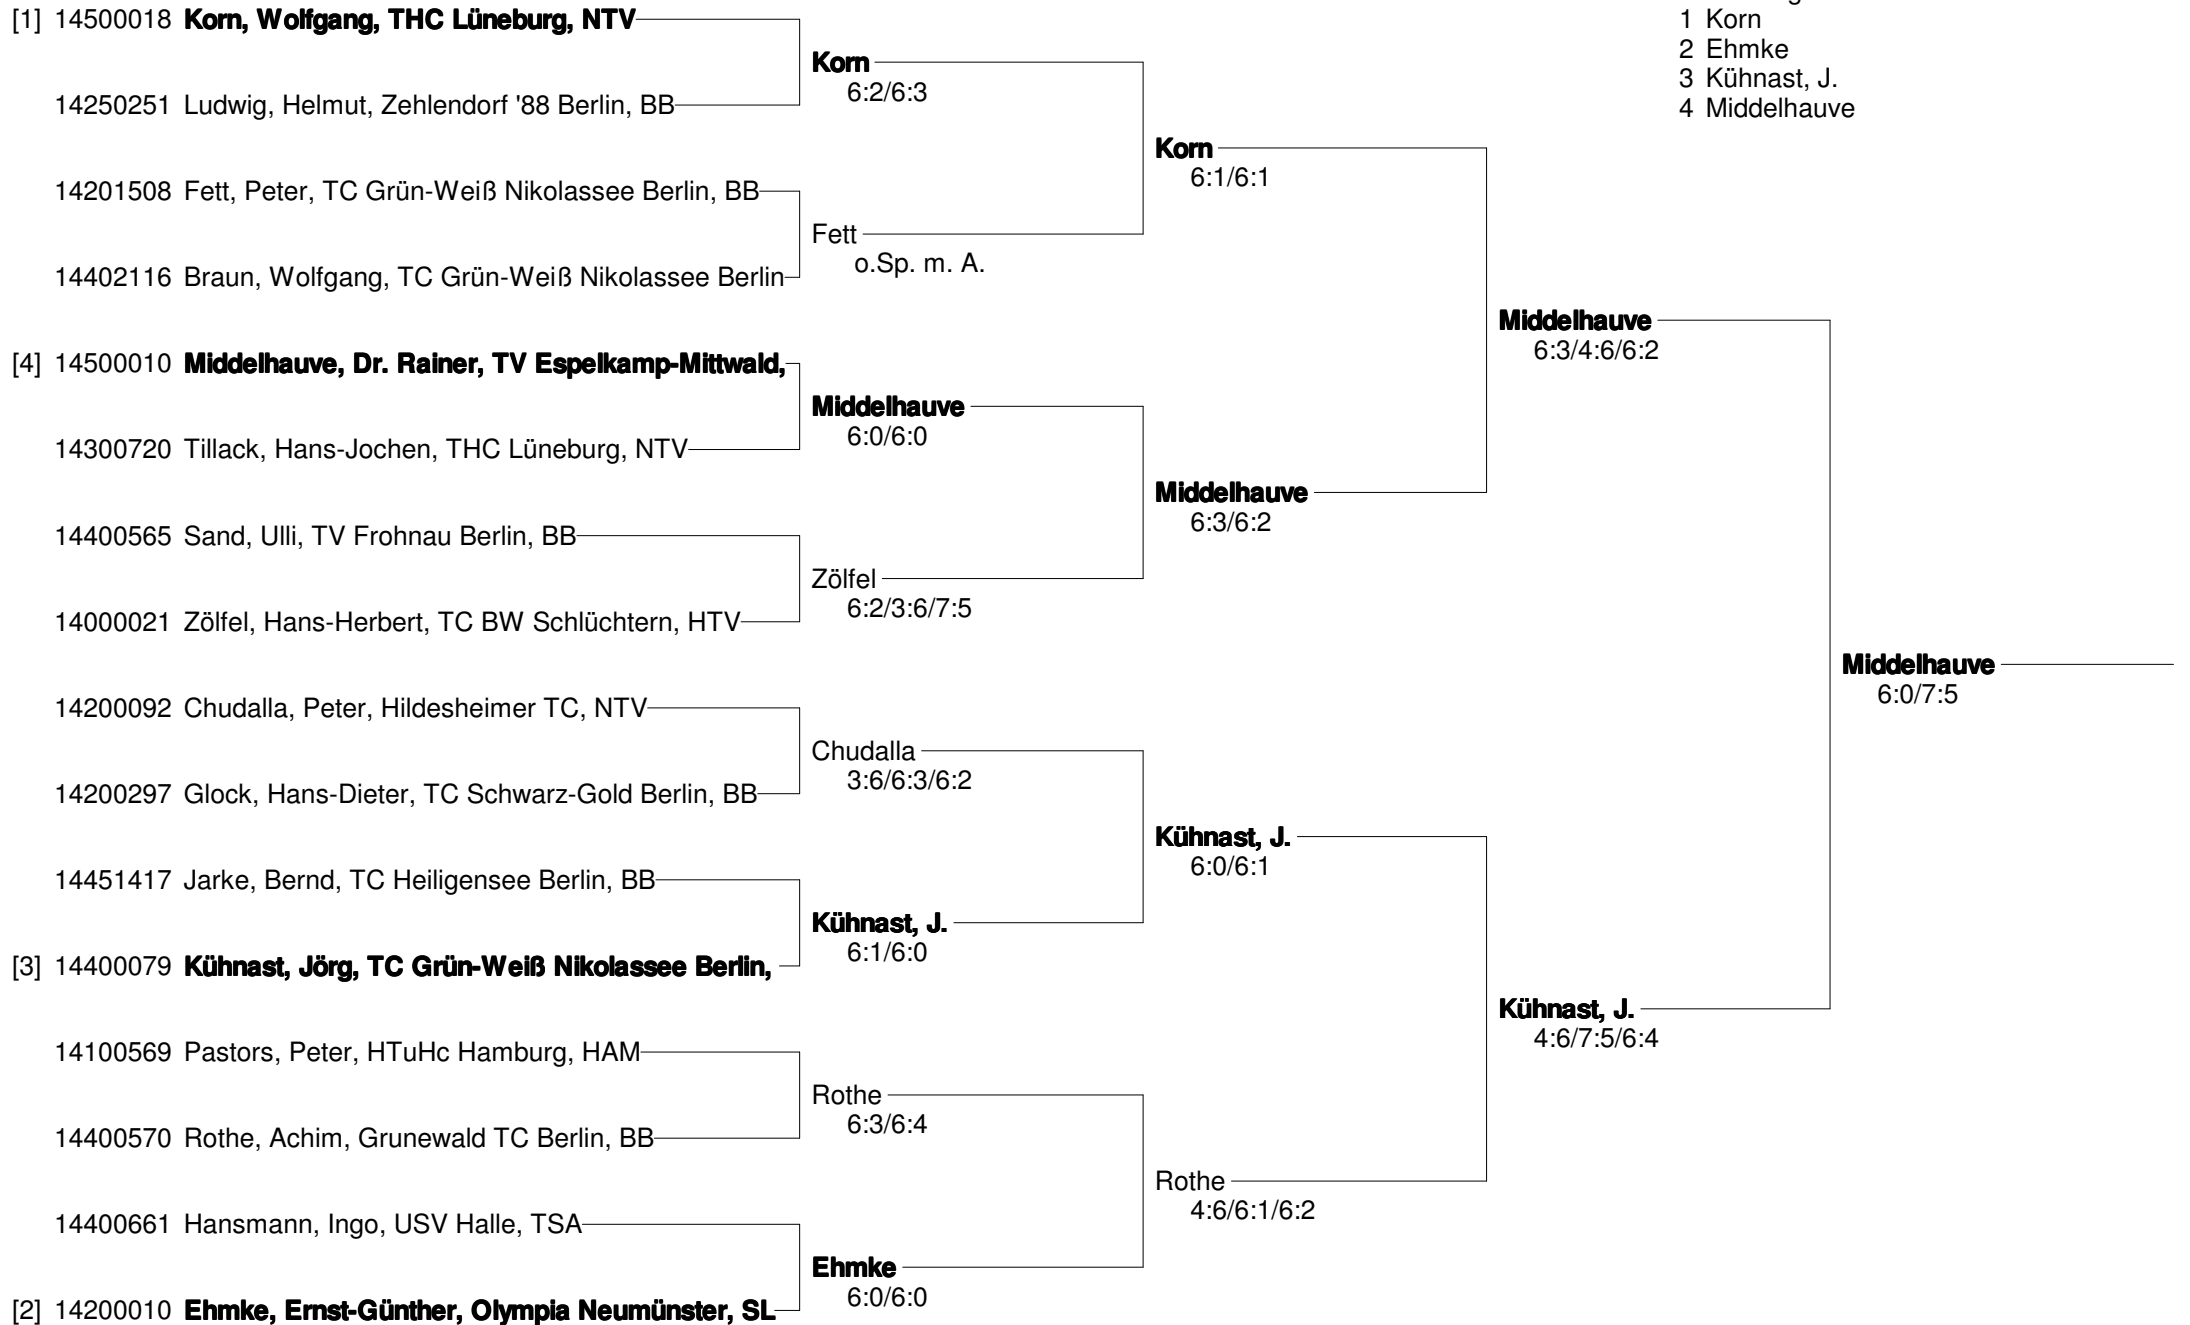 [1] 14500018 Korn, Wolfgang, THC Lüneburg, NTV
14250251 Ludwig, Helmut, Zehlendorf '88 Berlin, BB
14201508 Fett, Peter, TC Grün-Weiß Nikolassee Berlin, BB
14402116 Braun, Wolfgang, TC Grün-Weiß Nikolassee Berlin
[4] 14500010 Middelhauve, Dr. Rainer, TV Espelkamp-Mittwald,
14300720 Tillack, Hans-Jochen, THC Lüneburg, NTV
14400565 Sand, Ulli, TV Frohnau Berlin, BB
14000021 Zölfel, Hans-Herbert, TC BW Schlüchtern, HTV
14200092 Chudalla, Peter, Hildesheimer TC, NTV
14200297 Glock, Hans-Dieter, TC Schwarz-Gold Berlin, BB
14451417 Jarke, Bernd, TC Heiligensee Berlin, BB
[3] 14400079 Kühnast, Jörg, TC Grün-Weiß Nikolassee Berlin,
14100569 Pastors, Peter, HTuHc Hamburg, HAM
14400570 Rothe, Achim, Grunewald TC Berlin, BB
14400661 Hansmann, Ingo, USV Halle, TSA
[2] 14200010 Ehmke, Ernst-Günther, Olympia Neumünster, SL
Korn
6:2/6:3
Fett
o.Sp. m. A.
Middelhauve
6:0/6:0
Zölfel
6:2/3:6/7:5
Chudalla
3:6/6:3/6:2
Kühnast, J.
6:1/6:0
Rothe
6:3/6:4
Ehmke
6:0/6:0
Korn
6:1/6:1
Middelhauve
6:3/6:2
Kühnast, J.
6:0/6:1
Rothe
4:6/6:1/6:2
Middelhauve
6:3/4:6/6:2
Kühnast, J.
4:6/7:5/6:4
Middelhauve
6:0/7:5
1 Korn
2 Ehmke
3 Kühnast, J.
4 Middelhauve